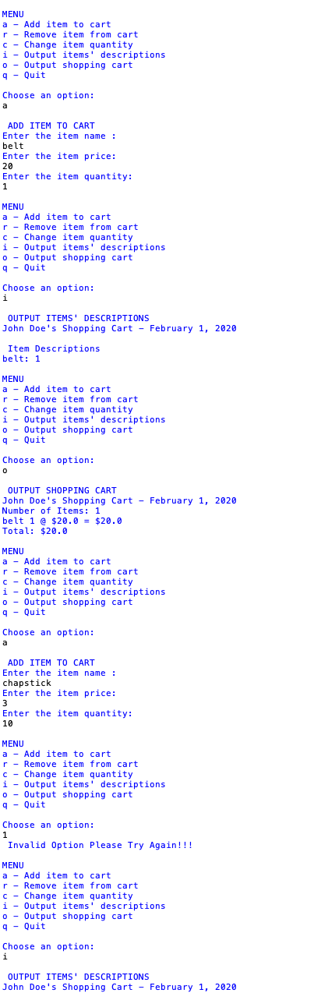 MENU
a – Add item to cart
r – Remove item from cart
c – Change item quantity
i – Output items' descriptions
o – Output shopping cart
q – Quit
Choose an option:
a
ADD ITEM TO CART
Enter the item name :
belt
Enter the item price:
20
Enter the item quantity:
1
MENU
a – Add item to cart
r – Remove item from cart
c – Change item quantity
i – Output items' descriptions
o – Output shopping cart
q – Quit
Choose an option:
i
OUTPUT ITEMS' DESCRIPTIONS
John Doe's Shopping Cart – February 1, 2020
Item Descriptions
belt: 1
MENU
a – Add item to cart
r – Remove item from cart
c – Change item quantity
i – Output items' descriptions
o – Output shopping cart
q – Quit
Choose an option:
o
OUTPUT SHOPPING CART
John Doe's Shopping Cart – February 1, 2020
Number of Items: 1
belt 1 @ $20.0 = $20.0
Total: $20.0
MENU
a – Add item to cart
r – Remove item from cart
c – Change item quantity
i – Output items' descriptions
o – Output shopping cart
q – Quit
Choose an option:
a
ADD ITEM TO CART
Enter the item name :
chapstick
Enter the item price:
3
Enter the item quantity:
10
MENU
a – Add item to cart
r – Remove item from cart
c – Change item quantity
i – Output items' descriptions
o – Output shopping cart
q – Quit
Choose an option:
1
Invalid Option Please Try Again!!!
MENU
a – Add item to cart
r – Remove item from cart
c – Change item quantity
i – Output items' descriptions
o – Output shopping cart
q – Quit
Choose an option:
i
OUTPUT ITEMS' DESCRIPTIONS
John Doe's Shopping Cart – February 1, 2020